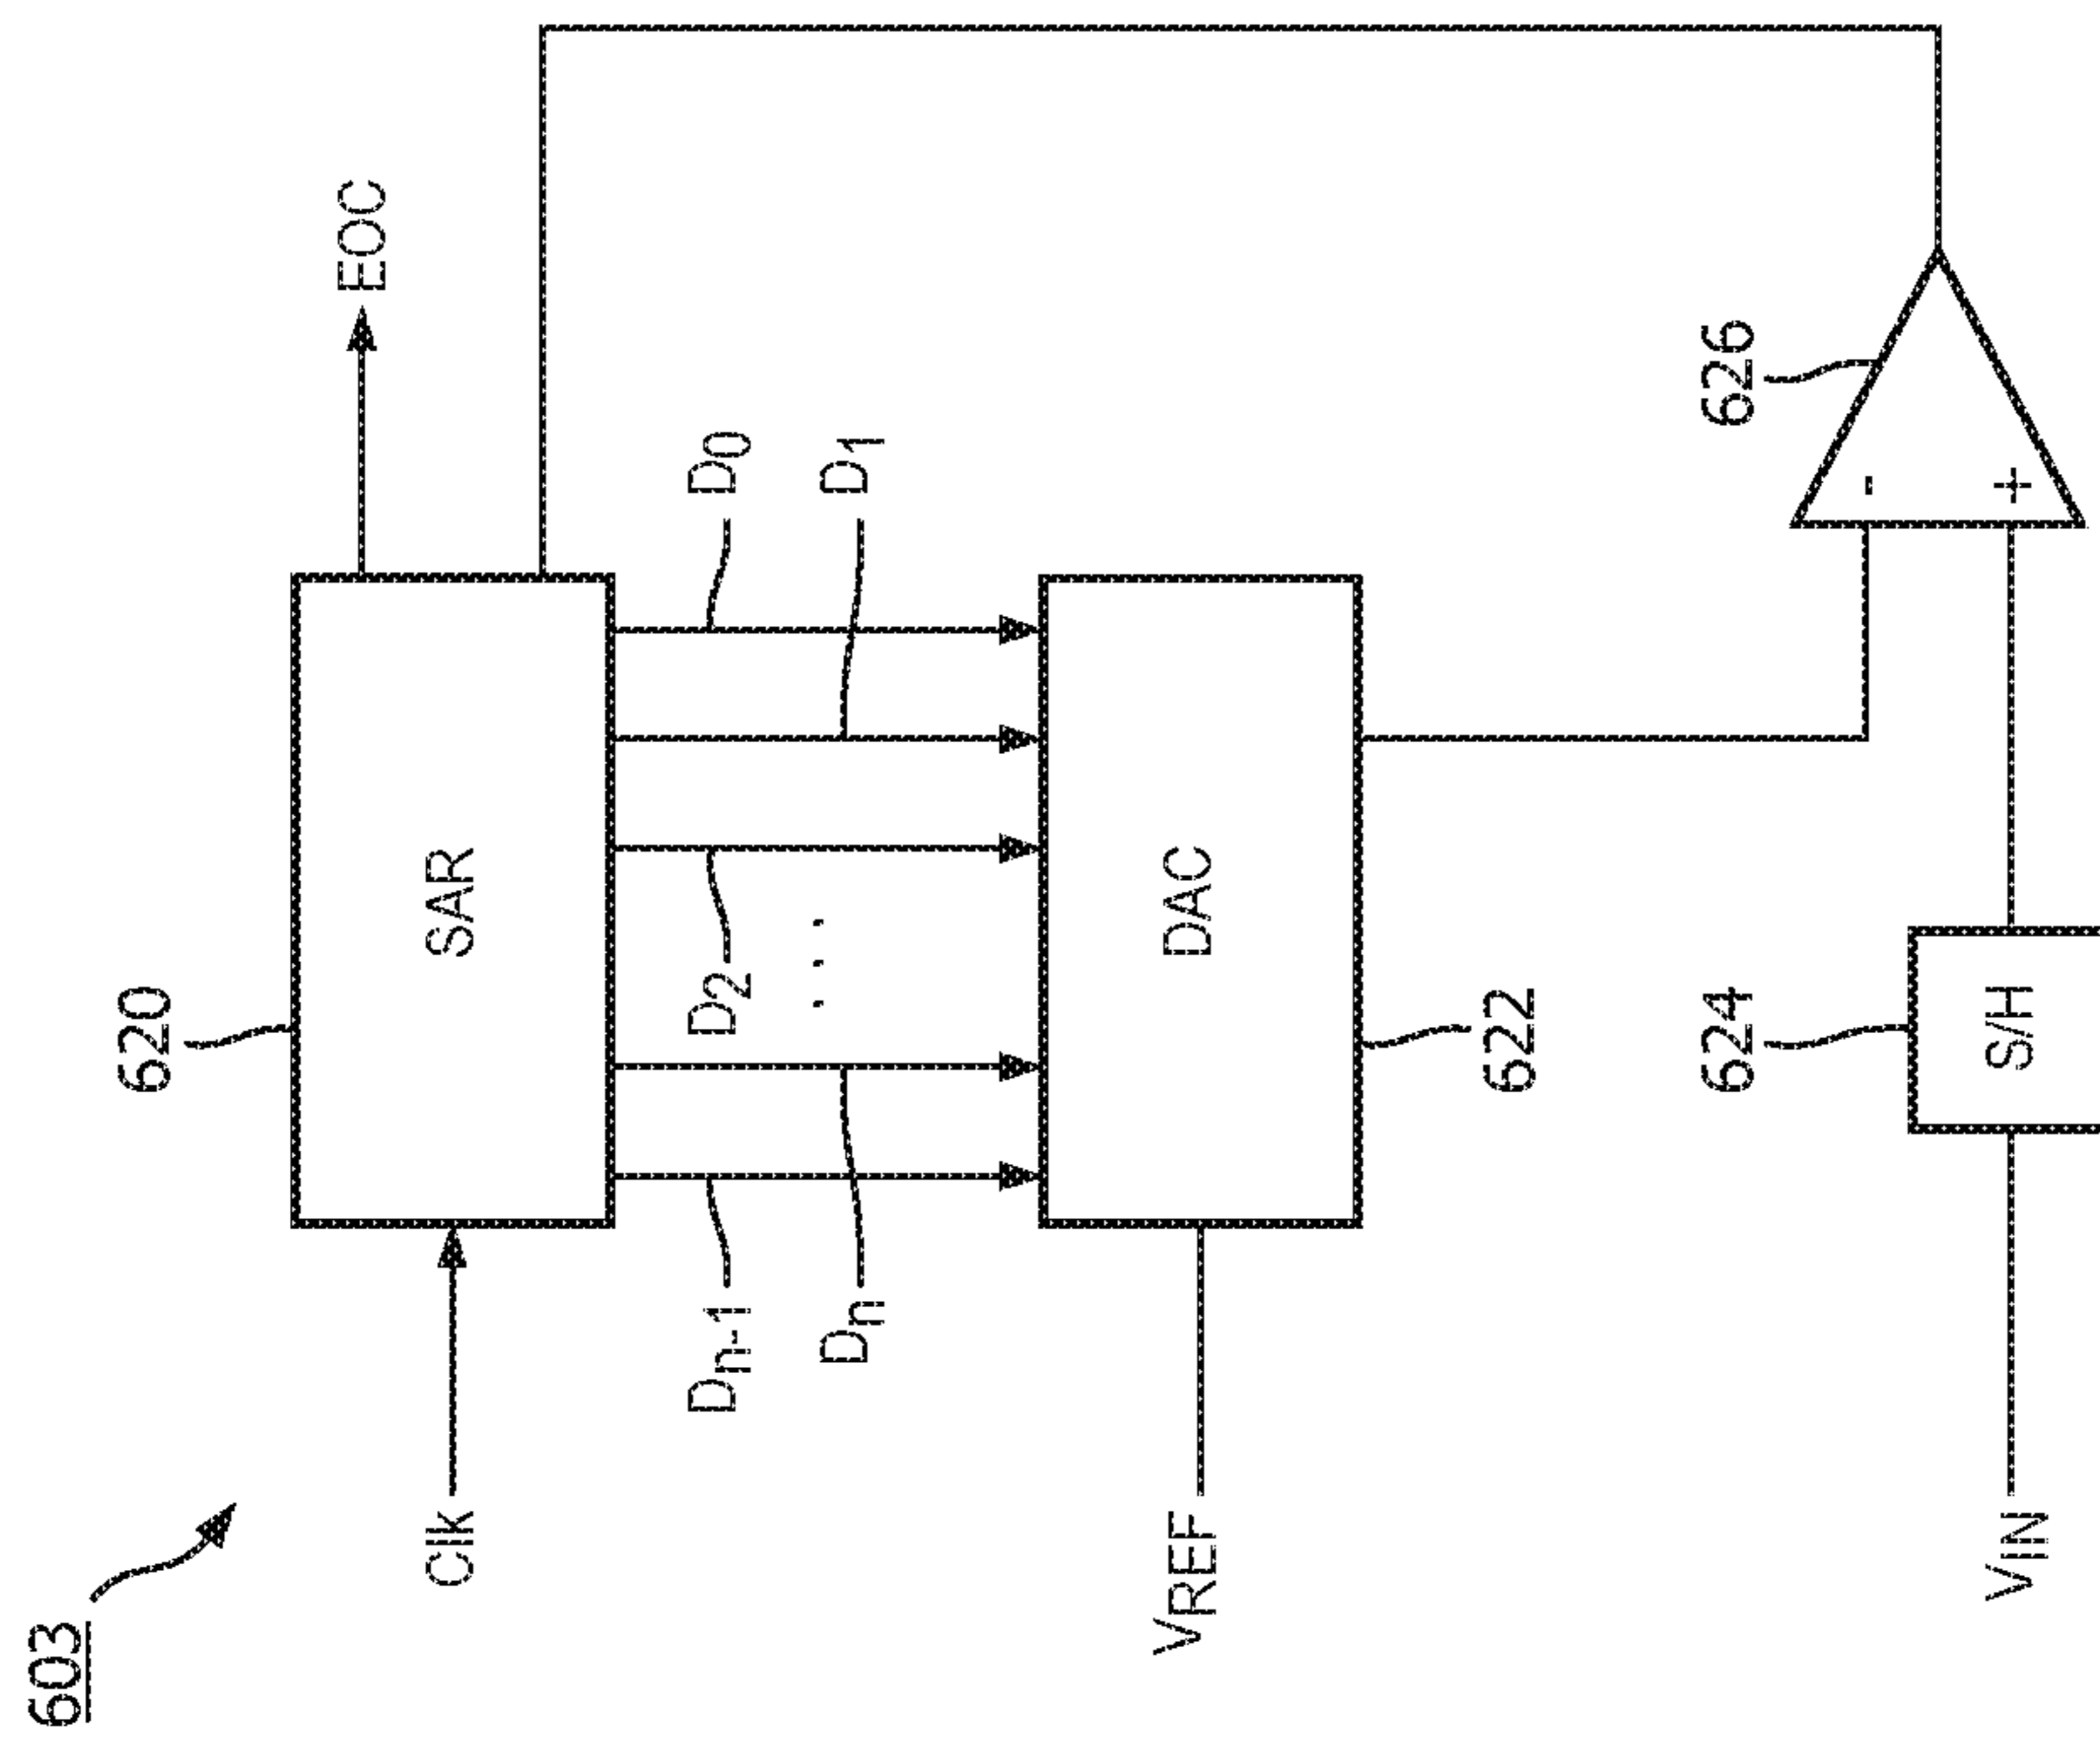 603
620
EOC
Clk
SAR
Dn-1
D2
D0
Dn
. . .
D1
VREF
DAC
622
624
626
VIN
S/H
-
+